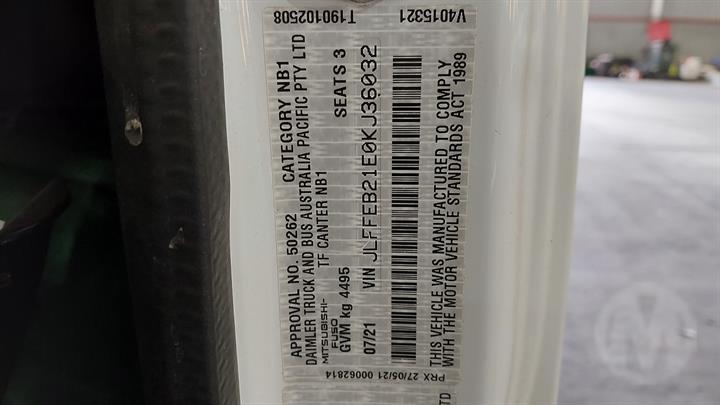 T190102508 V4015321
APPROVAL NO. 50262 CATEGORY NB1
DAIMLER TRUCK AND BUS AUSTRALIA PACIFIC PTY LTD
MITSUBISHI- FUSO TF CANTER NB1
GVM kg 4495 SEATS 3
07/21 VIN JLFFEB21E0KJ36032
THIS VEHICLE WAS MANUFACTURED TO COMPLY
WITH THE MOTOR VEHICLE STANDARDS ACT 1989
PRX 27/05/21 00062814
LTD